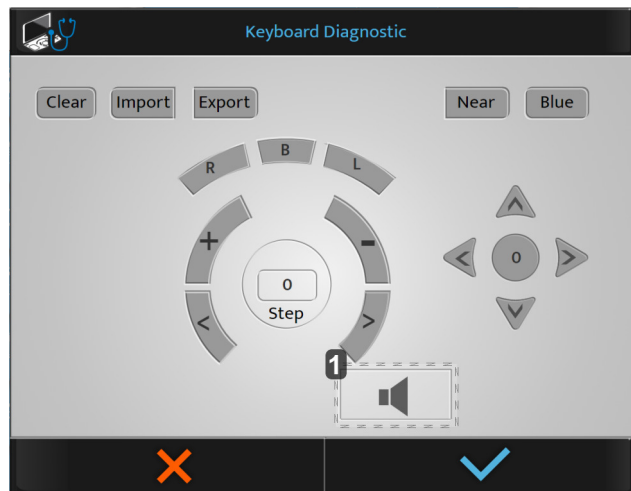 Keyboard Diagnostic
Clear Import Export Near Blue
R B L
+ -
0
0
Step
< >
1